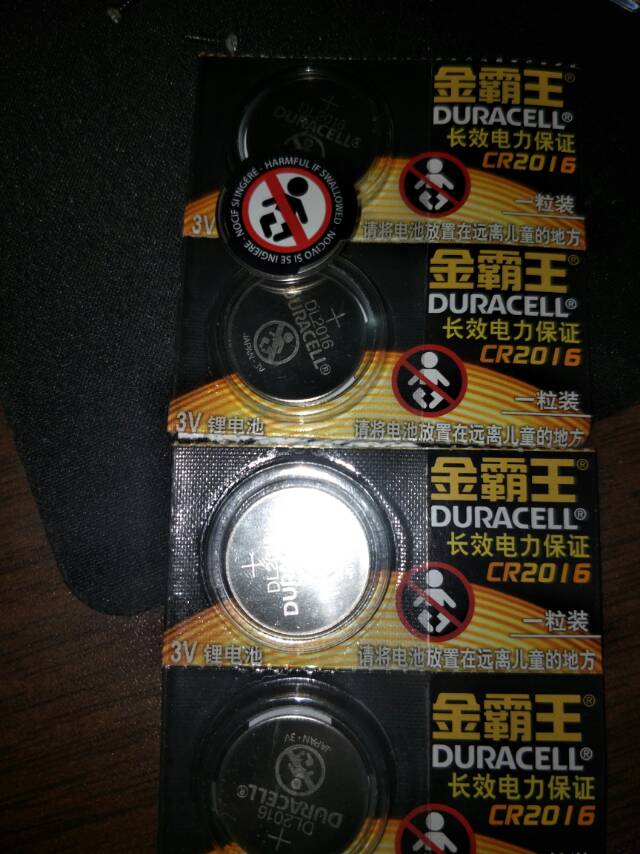 金霸王®
DURACELL®
长效电力保证
CR2016
一粒装
3V
请将电池放置在远离儿童的地方
+
DL2016
DURACELL®
HARMFUL IF SWALLOWED · NOCIVO SE INGIERE · NOCIF SI INGÉRÉ ·
金霸王®
DURACELL®
长效电力保证
CR2016
一粒装
3V 锂电池
请将电池放置在远离儿童的地方
+
DL2016
DURACELL®
JAPAN · 3V
金霸王®
DURACELL®
长效电力保证
CR2016
一粒装
3V 锂电池
请将电池放置在远离儿童的地方
+
金霸王®
DURACELL®
长效电力保证
CR2016
JAPAN · 3V
DURACELL®
DL2016
+